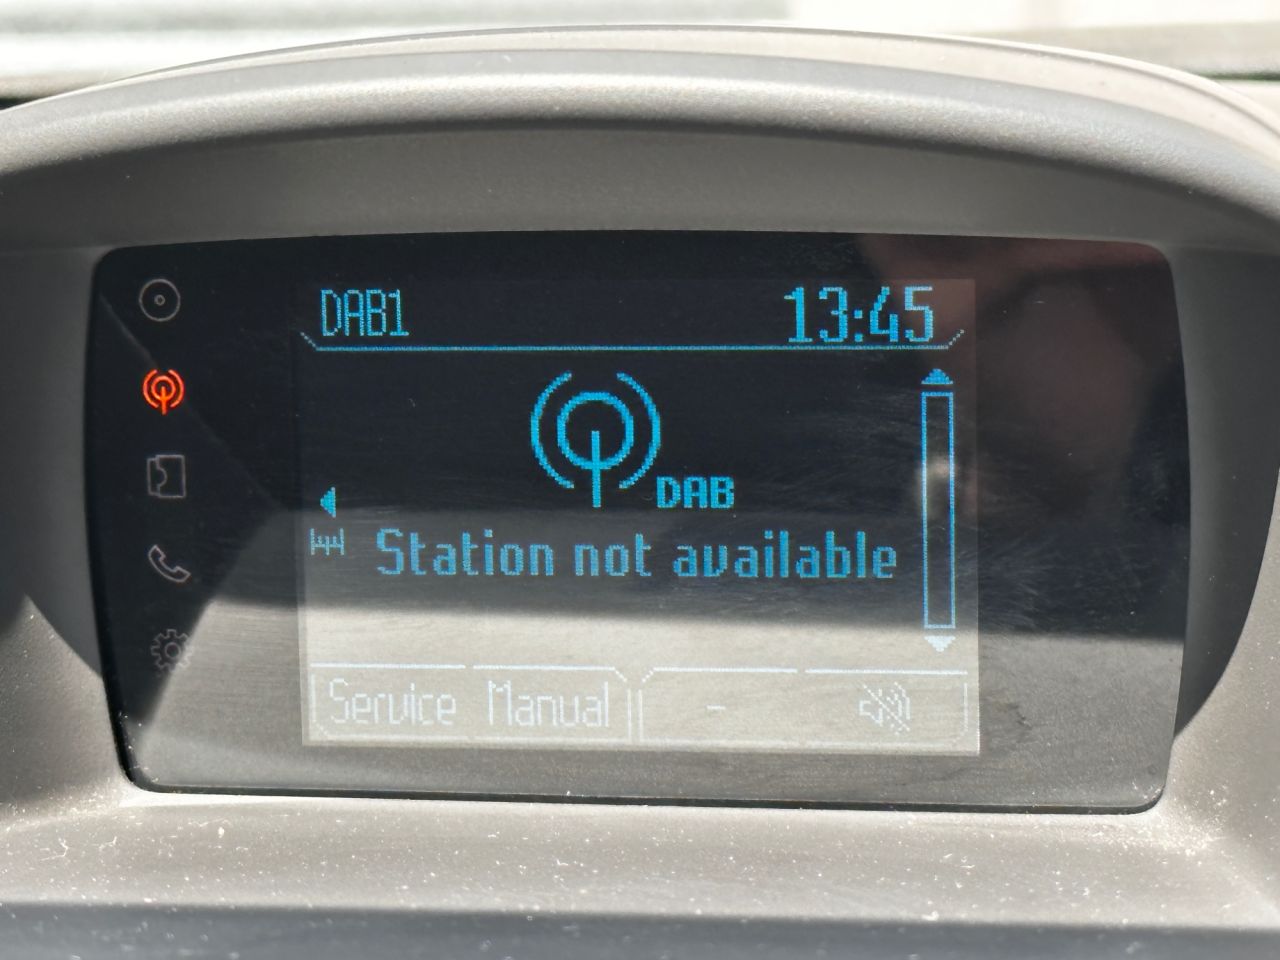 DAB1 13:45
DAB
Station not available
Service Manual -